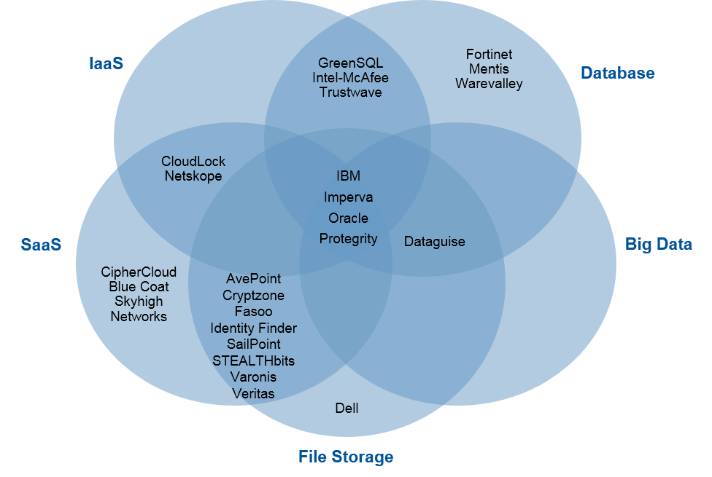 IaaS
GreenSQL
Intel-McAfee
Trustwave
Fortinet
Mentis
Warevalley
Database
CloudLock
Netskope
IBM
Imperva
Oracle
Protegrity
Dataguise
SaaS
Big Data
CipherCloud
Blue Coat
Skyhigh
Networks
AvePoint
Cryptzone
Fasoo
Identity Finder
SailPoint
STEALTHbits
Varonis
Veritas
Dell
File Storage